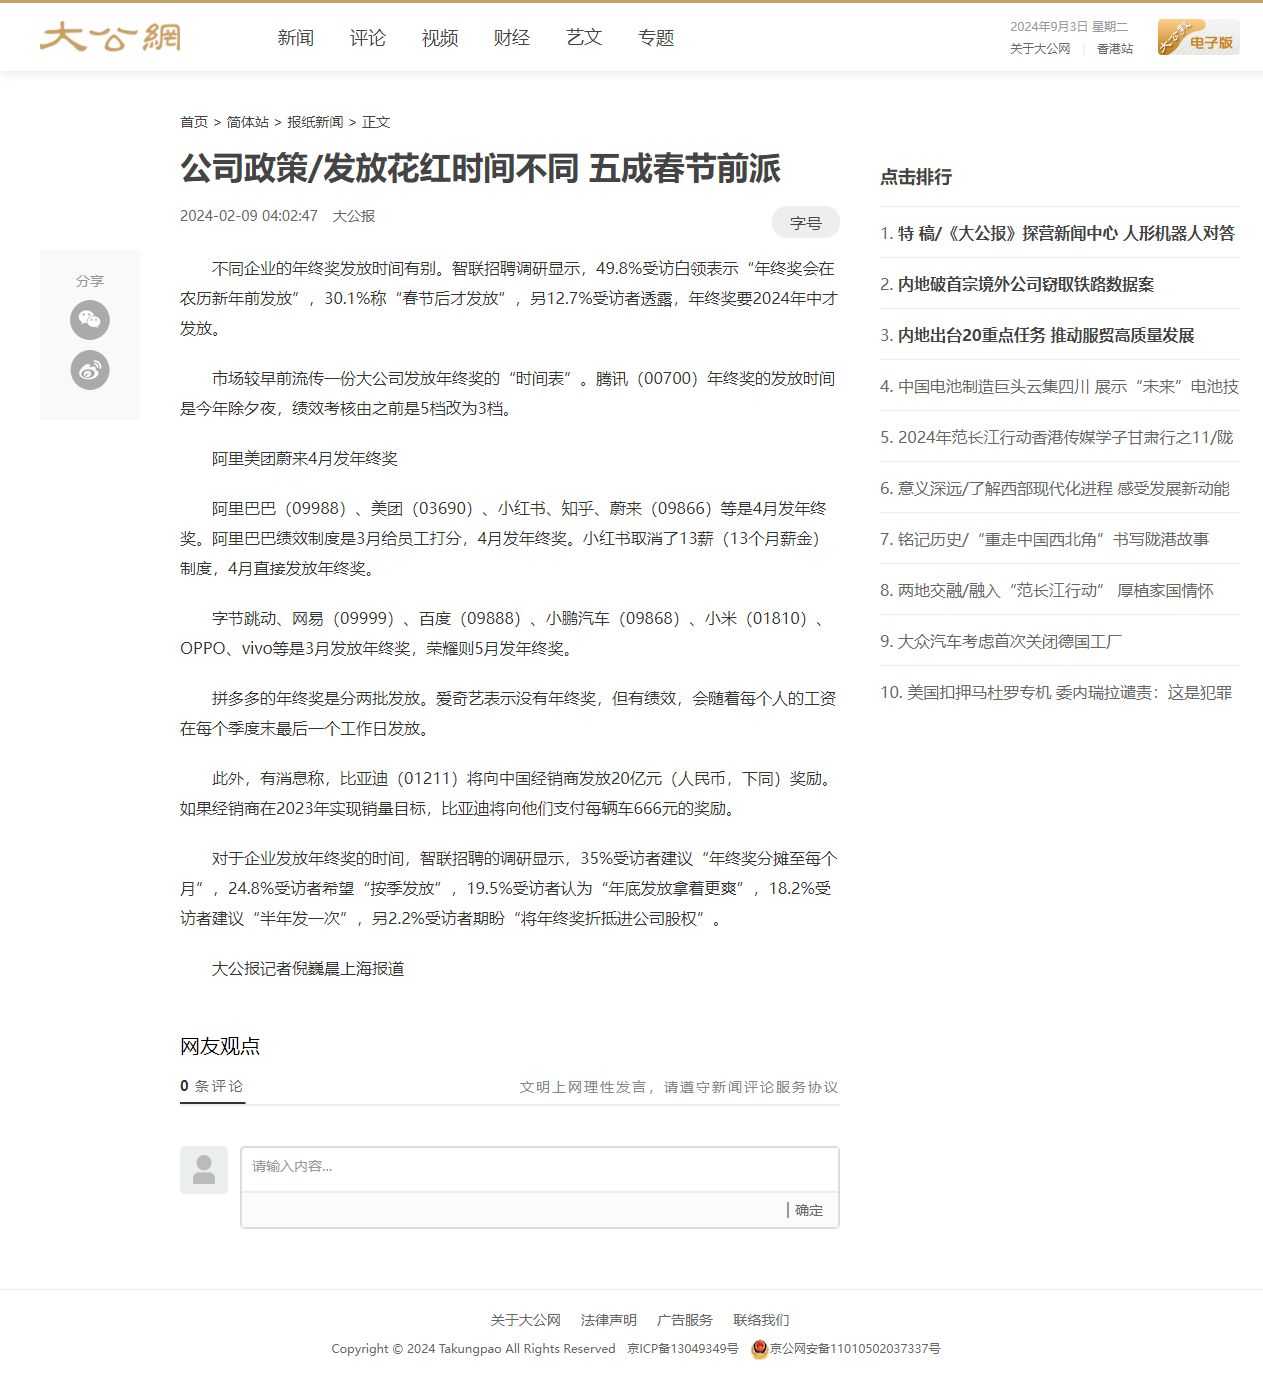 大公網
新闻 评论 视频 财经 艺文 专题
2024年9月3日 星期二
关于大公网 香港站
大公报 电子版
首页 > 简体站 > 报纸新闻 > 正文
公司政策/发放花红时间不同 五成春节前派
2024-02-09 04:02:47 大公报
字号
分享
不同企业的年终奖发放时间有别。智联招聘调研显示，49.8%受访白领表示“年终奖会在
农历新年前发放”，30.1%称“春节后才发放”，另12.7%受访者透露，年终奖要2024年中才
发放。
市场较早前流传一份大公司发放年终奖的“时间表”。腾讯（00700）年终奖的发放时间
是今年除夕夜，绩效考核由之前是5档改为3档。
阿里美团蔚来4月发年终奖
阿里巴巴（09988）、美团（03690）、小红书、知乎、蔚来（09866）等是4月发年终
奖。阿里巴巴绩效制度是3月给员工打分，4月发年终奖。小红书取消了13薪（13个月薪金）
制度，4月直接发放年终奖。
字节跳动、网易（09999）、百度（09888）、小鹏汽车（09868）、小米（01810）、
OPPO、vivo等是3月发放年终奖，荣耀则5月发年终奖。
拼多多的年终奖是分两批发放。爱奇艺表示没有年终奖，但有绩效，会随着每个人的工资
在每个季度末最后一个工作日发放。
此外，有消息称，比亚迪（01211）将向中国经销商发放20亿元（人民币，下同）奖励。
如果经销商在2023年实现销量目标，比亚迪将向他们支付每辆车666元的奖励。
对于企业发放年终奖的时间，智联招聘的调研显示，35%受访者建议“年终奖分摊至每个
月”，24.8%受访者希望“按季发放”，19.5%受访者认为“年底发放拿着更爽”，18.2%受
访者建议“半年发一次”，另2.2%受访者期盼“将年终奖折抵进公司股权”。
大公报记者倪巍晨上海报道
点击排行
1. 特 稿/《大公报》探营新闻中心 人形机器人对答
2. 内地破首宗境外公司窃取铁路数据案
3. 内地出台20重点任务 推动服贸高质量发展
4. 中国电池制造巨头云集四川 展示“未来”电池技
5. 2024年范长江行动香港传媒学子甘肃行之11/陇
6. 意义深远/了解西部现代化进程 感受发展新动能
7. 铭记历史/“重走中国西北角”书写陇港故事
8. 两地交融/融入“范长江行动” 厚植家国情怀
9. 大众汽车考虑首次关闭德国工厂
10. 美国扣押马杜罗专机 委内瑞拉谴责：这是犯罪
网友观点
0 条评论 文明上网理性发言，请遵守新闻评论服务协议
请输入内容...
确定
关于大公网 法律声明 广告服务 联络我们
Copyright © 2024 Takungpao All Rights Reserved 京ICP备13049349号 京公网安备11010502037337号